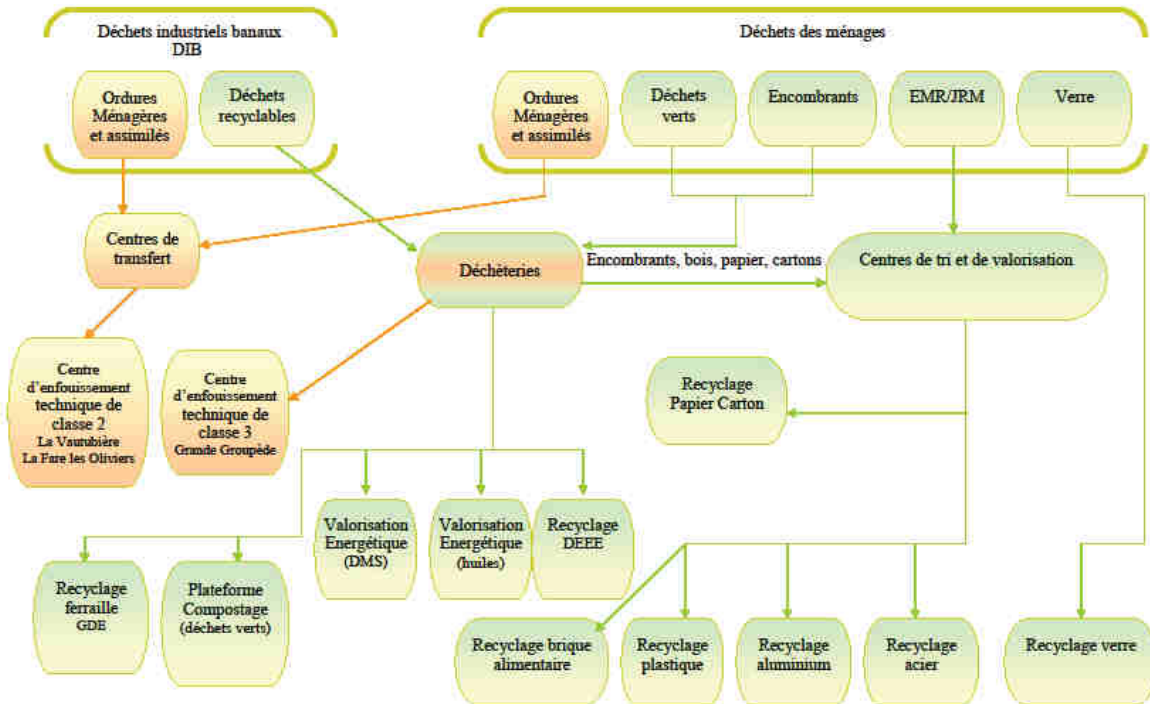 Déchets industriels banaux
DIB
Déchets des ménages
Ordures
Ménagères
et assimilés
Déchets
recyclables
Ordures
Ménagères
et assimilés
Déchets
verts
Encombrants
EMR/JRM
Verre
Centres de
transfert
Déchèteries
Encombrants, bois, papier, cartons
Centres de tri et de valorisation
Centre
d'enfouissement
technique de
classe 2
La Vautubière
La Fare les Oliviers
Centre
d'enfouissement
technique de
classe 3
Grande Groupède
Recyclage
Papier Carton
Valorisation
Energétique
(DMS)
Valorisation
Energétique
(huiles)
Recyclage
DEEE
Recyclage
ferraille
GDE
Plateforme
Compostage
(déchets verts)
Recyclage brique
alimentaire
Recyclage
plastique
Recyclage
aluminium
Recyclage
acier
Recyclage verre